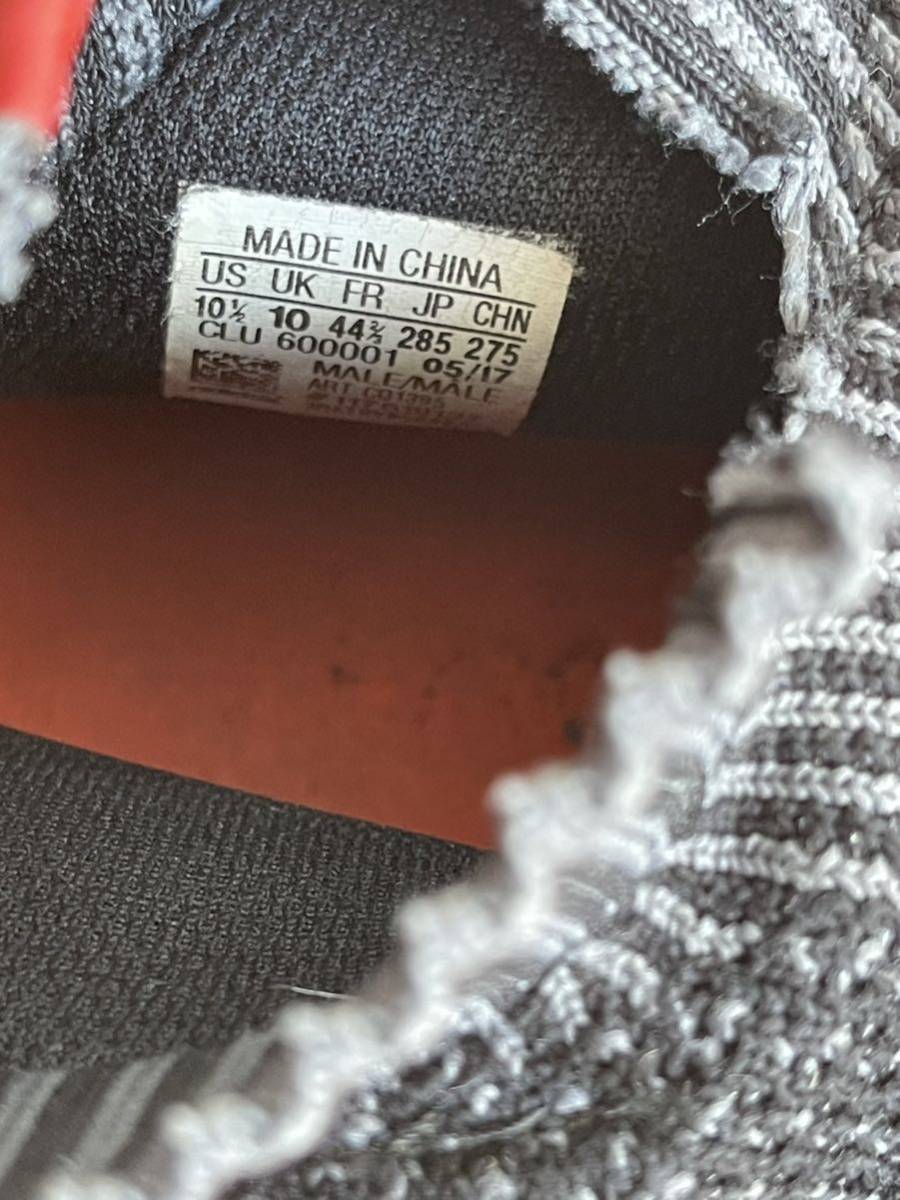 MADE IN CHINA
US UK FR JP CHN
10½ 10 44⅔ 285 275
CLU 600001 05/17
MALE/MALE
ART